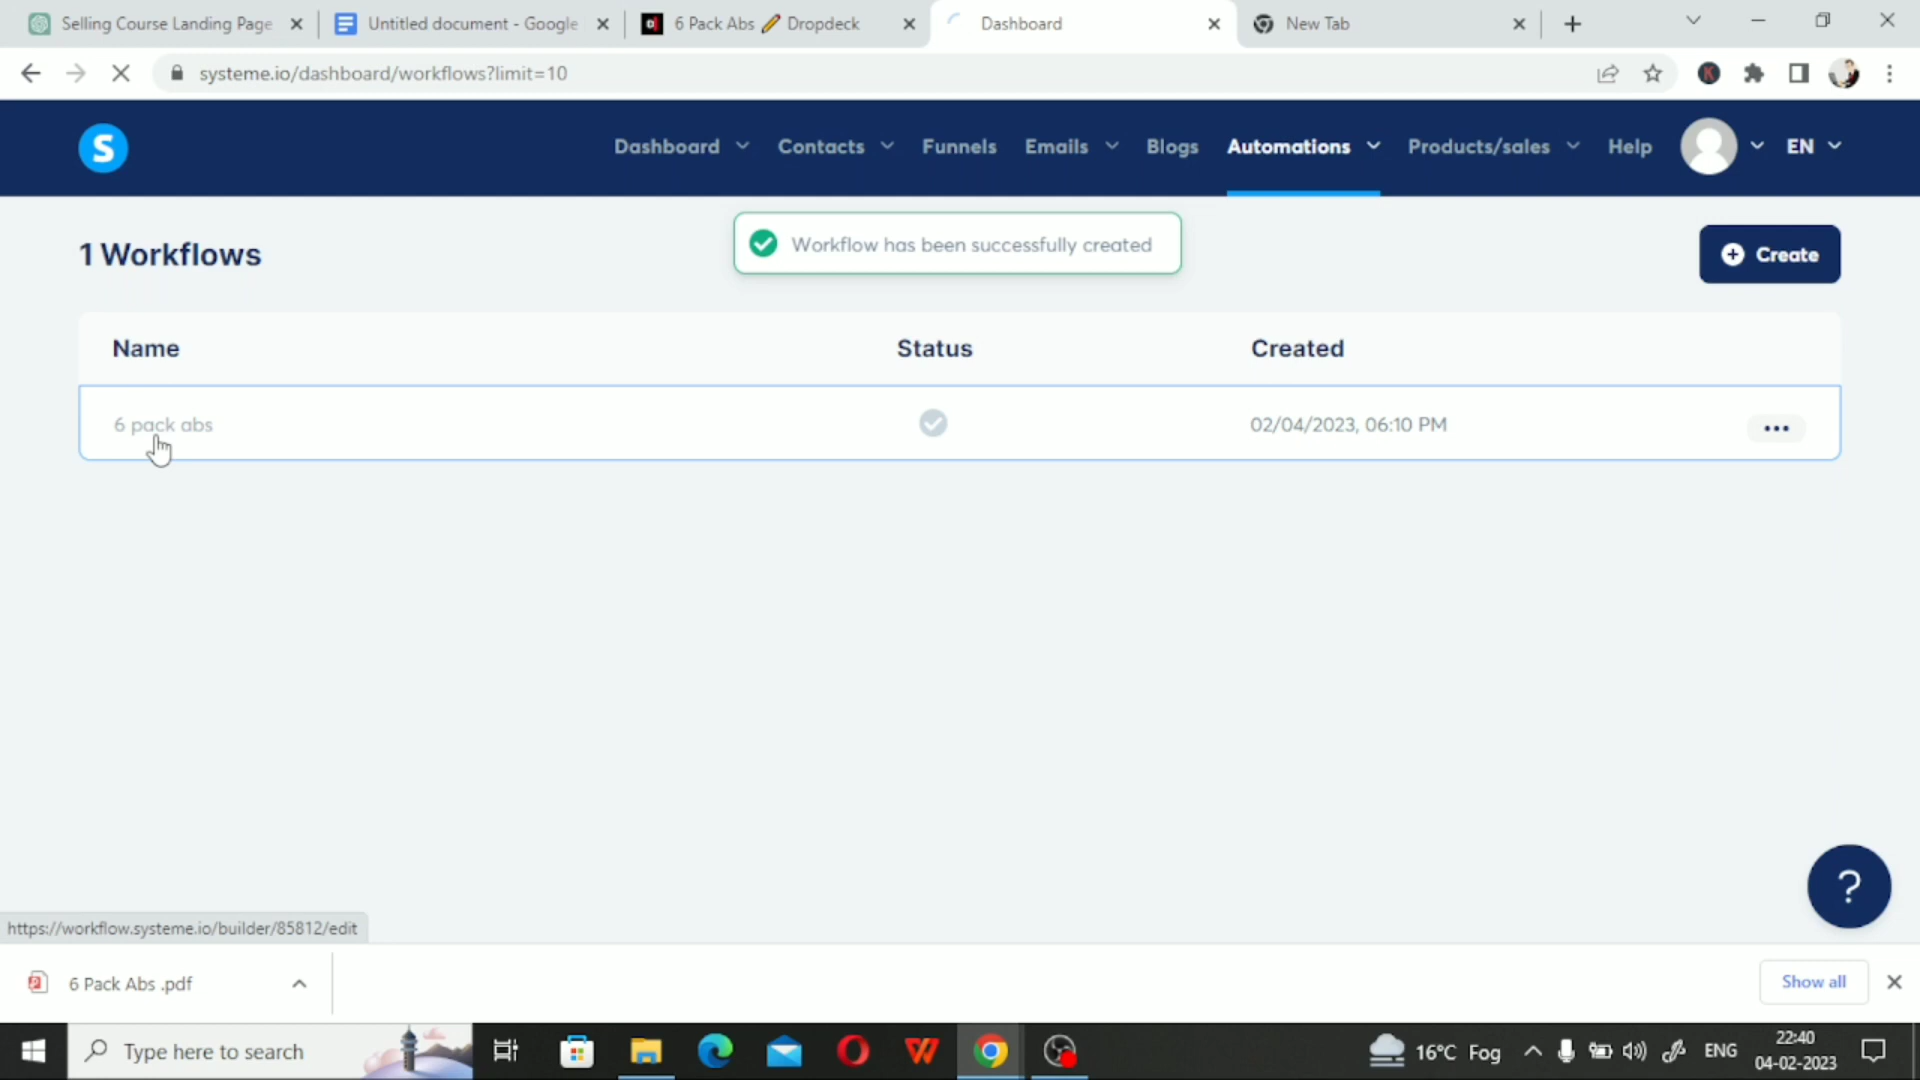 Selling Course Landing Page
Untitled document - Google
6 Pack Abs Dropdeck
Dashboard
New Tab
systeme.io/dashboard/workflows?limit=10
S
Dashboard
Contacts
Funnels
Emails
Blogs
Automations
Products/sales
Help
EN
1 Workflows
Workflow has been successfully created
Create
Name
Status
Created
6 pack abs
02/04/2023, 06:10 PM
?
https://workflow.systeme.io/builder/85812/edit
6 Pack Abs .pdf
Show all
Type here to search
16°C Fog
ENG
22:40
04-02-2023